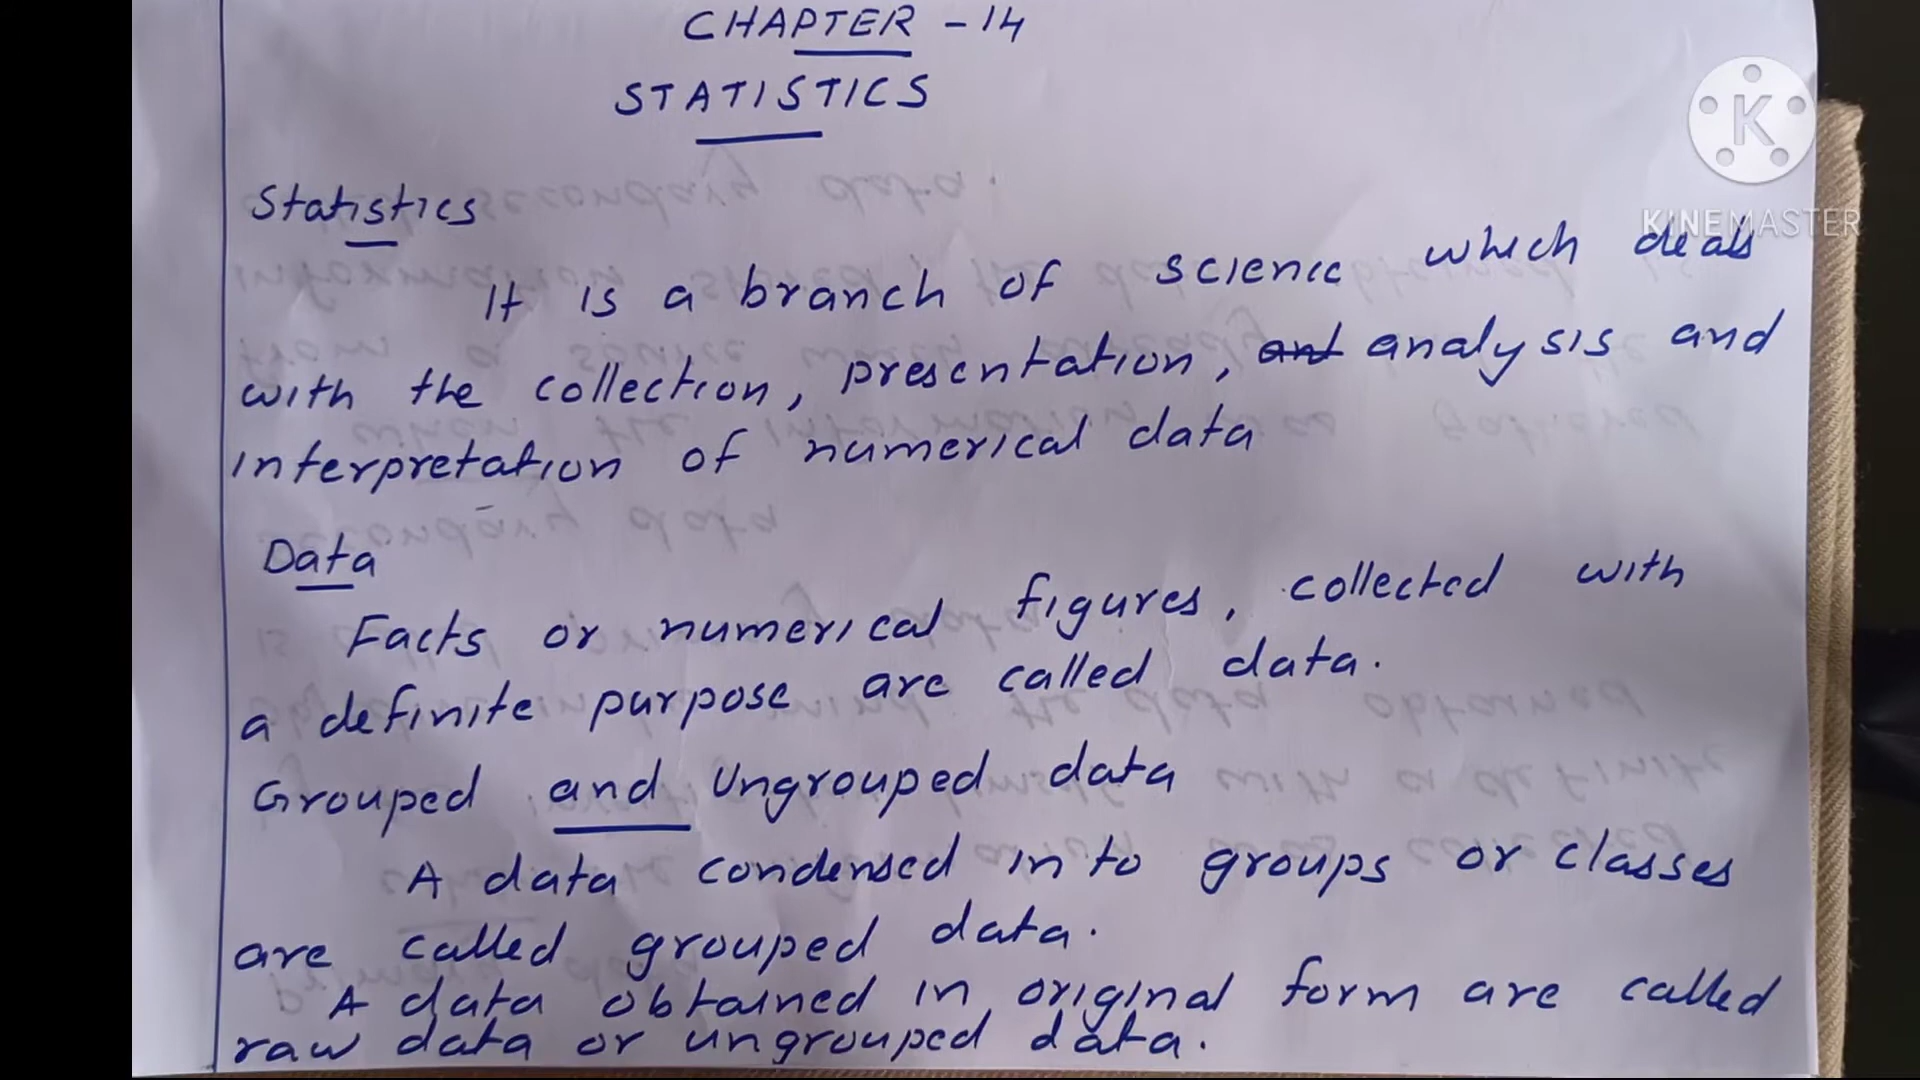 CHAPTER - 14
STATISTICS
K
KINEMASTER
Statistics
It is a branch of science which deals
with the collection, presentation, ant analysis and
interpretation of numerical data
Data
Facts or numerical figures, collected with
a definite purpose are called data.
Grouped and Ungrouped data
A data condensed in to groups or classes
are called grouped data.
A data obtained in original form are called
raw data or ungrouped data.